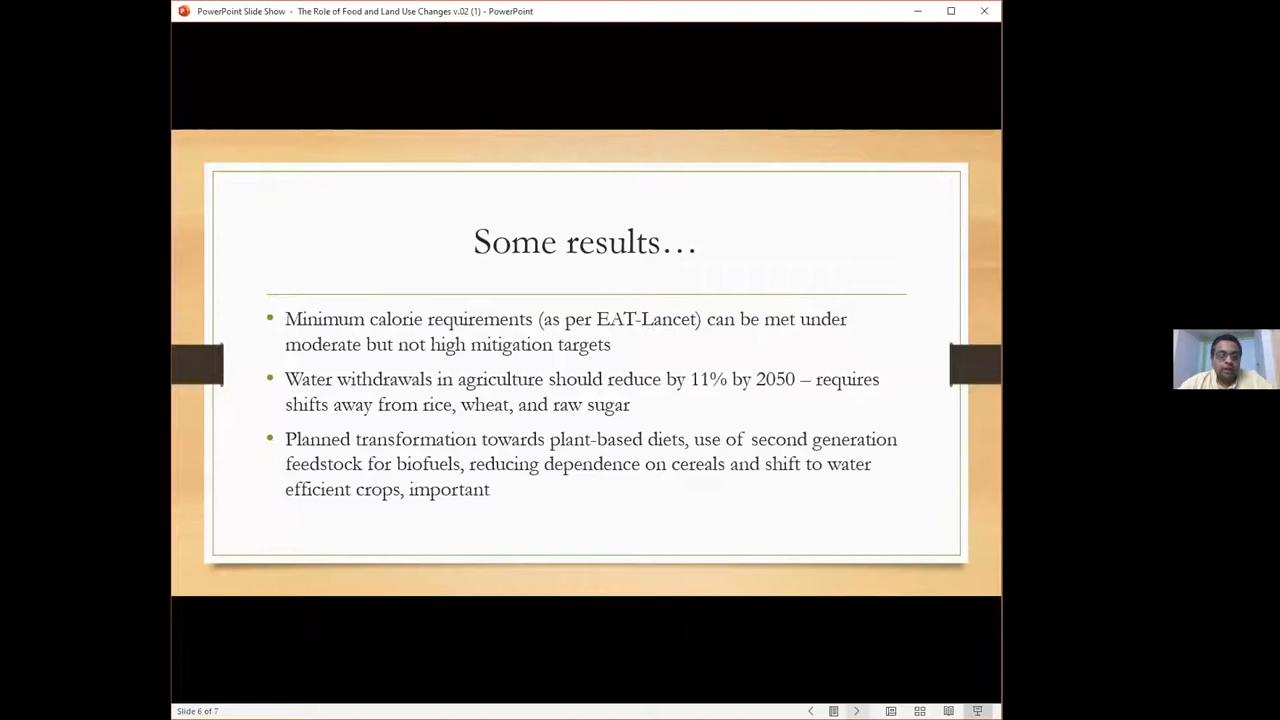 PowerPoint Slide Show - The Role of Food and Land Use Changes v.02 (1) - PowerPoint
Some results…
• Minimum calorie requirements (as per EAT-Lancet) can be met under
moderate but not high mitigation targets
• Water withdrawals in agriculture should reduce by 11% by 2050 – requires
shifts away from rice, wheat, and raw sugar
• Planned transformation towards plant-based diets, use of second generation
feedstock for biofuels, reducing dependence on cereals and shift to water
efficient crops, important
Slide 6 of 7